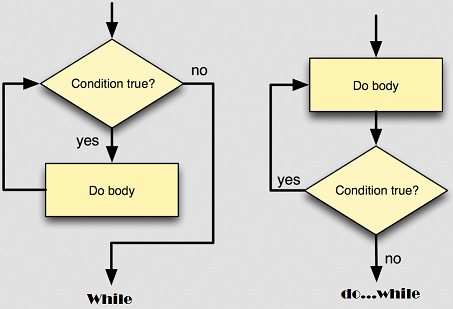 Condition true?
no
yes
Do body
While
Do body
Condition true?
yes
no
do...while